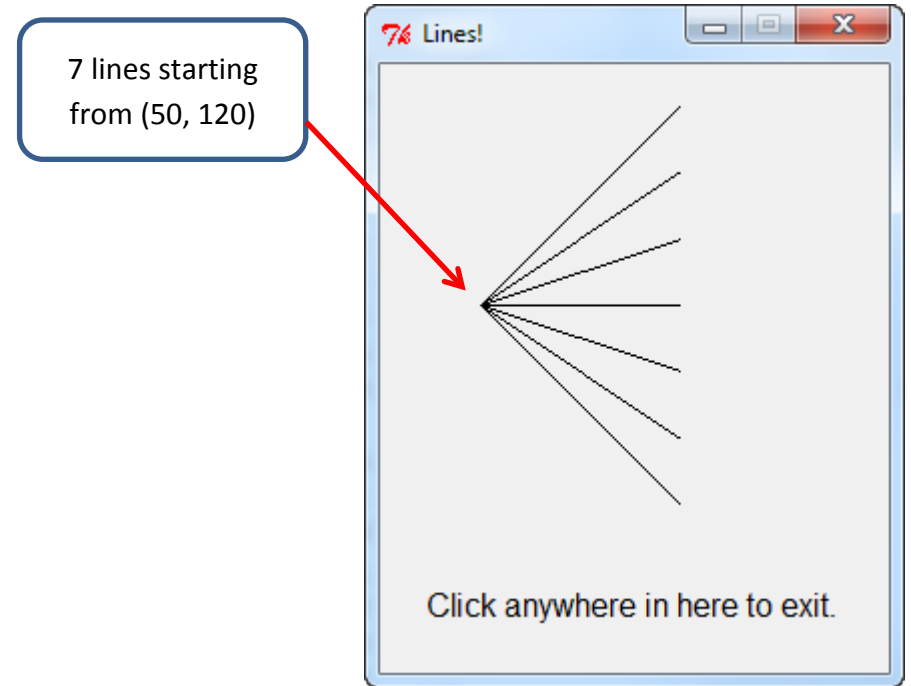 7 lines starting
from (50, 120)
Lines!
Click anywhere in here to exit.